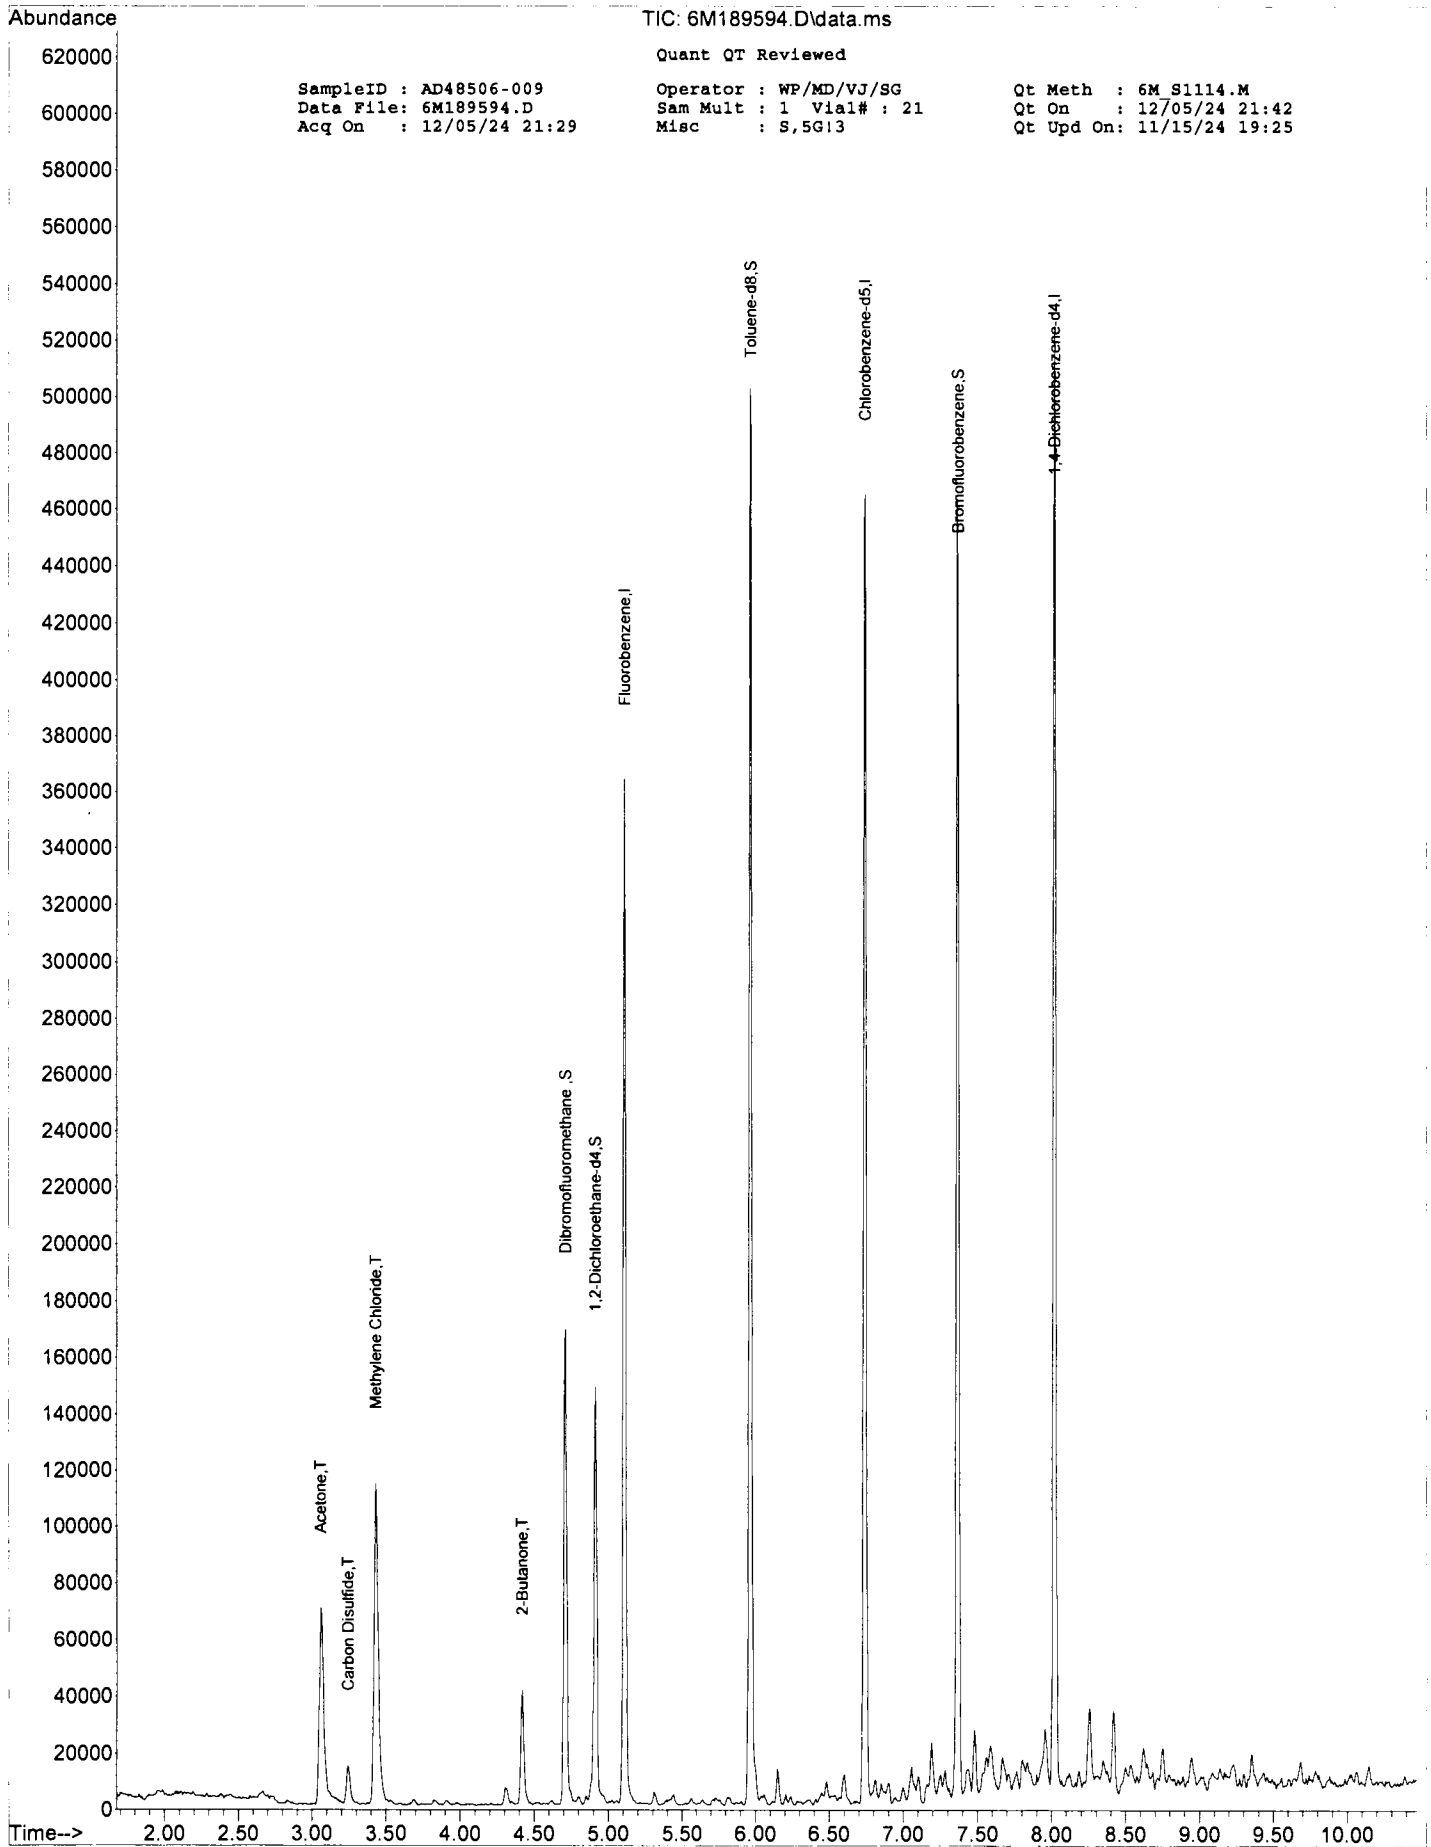 Abundance
TIC: 6M189594.D\data.ms
Quant QT Reviewed
SampleID : AD48506-009 Operator : WP/MD/VJ/SG Qt Meth : 6M_S1114.M
Data File: 6M189594.D Sam Mult : 1 Vial# : 21 Qt On : 12/05/24 21:42
Acq On : 12/05/24 21:29 Misc : S,5G!3 Qt Upd On: 11/15/24 19:25
620000
600000
580000
560000
540000
520000
500000
480000
460000
440000
420000
400000
380000
360000
340000
320000
300000
280000
260000
240000
220000
200000
180000
160000
140000
120000
100000
80000
60000
40000
20000
0
Acetone,T
Carbon Disulfide,T
Methylene Chloride,T
2-Butanone,T
Dibromofluoromethane ,S
1,2-Dichloroethane-d4,S
Fluorobenzene,I
Toluene-d8,S
Chlorobenzene-d5,I
Bromofluorobenzene,S
1,4-Dichlorobenzene-d4,I
Time--> 2.00 2.50 3.00 3.50 4.00 4.50 5.00 5.50 6.00 6.50 7.00 7.50 8.00 8.50 9.00 9.50 10.00